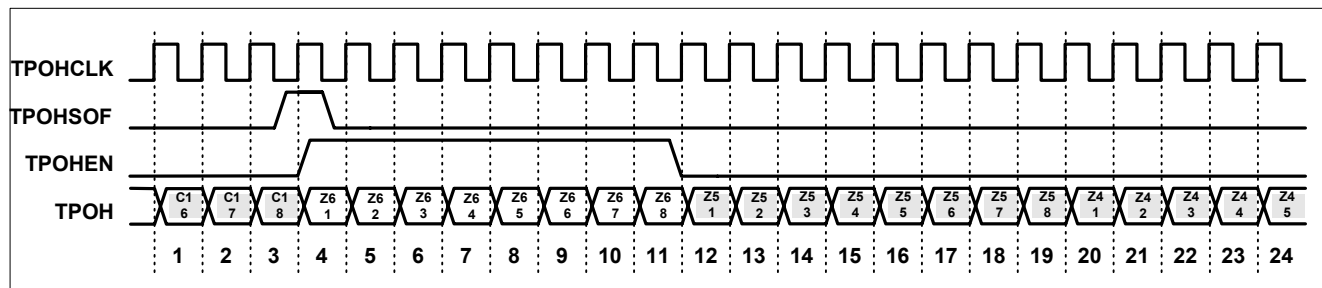 TPOHCLK
TPOHSOF
TPOHEN
TPOH
C1 C1 C1 Z6 Z6 Z6 Z6 Z6 Z6 Z6 Z6 Z5 Z5 Z5 Z5 Z5 Z5 Z5 Z5 Z4 Z4 Z4 Z4 Z4
6 7 8 1 2 3 4 5 6 7 8 1 2 3 4 5 6 7 8 1 2 3 4 5
1 2 3 4 5 6 7 8 9 10 11 12 13 14 15 16 17 18 19 20 21 22 23 24